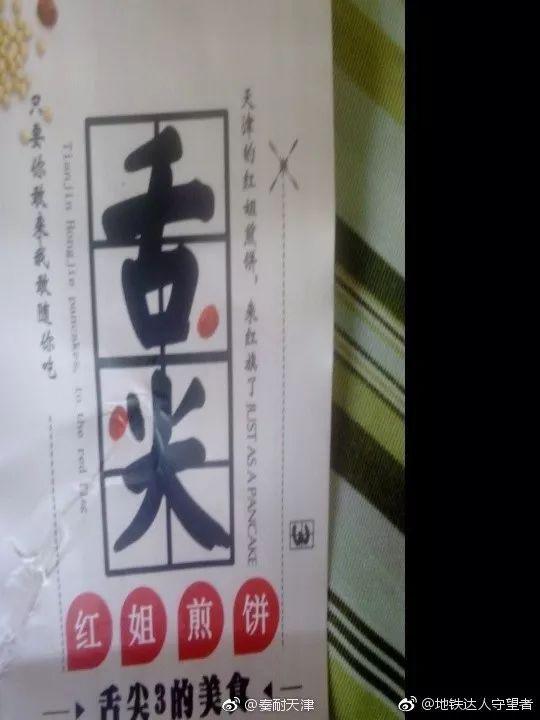 天津的红姐煎饼，来红旗了 JUST AS A PANCAKE
舌尖
Tianjin Hongjie pancakes, to the red flag
只要你敢来我敢随你吃
红姐煎饼
舌尖3的美食
@秦耐天津
@地铁达人守望者